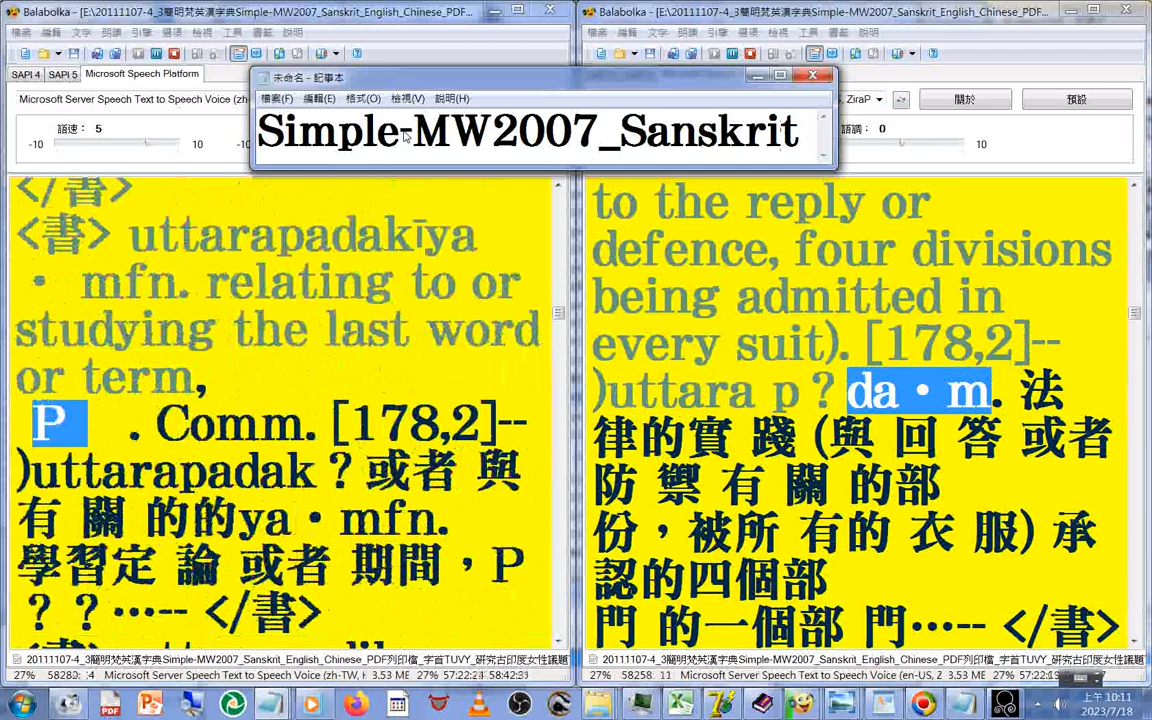 Balabolka - [E:\20111107-4_3簡明梵英漢字典Simple-MW2007_Sanskrit_English_Chinese_PDF...
Balabolka - [E:\20111107-4_3簡明梵英漢字典Simple-MW2007_Sanskrit_English_Chinese_PDF...
檔案 編輯 文字 朗讀 引擎 選項 檢視 工具 書籤 說明
檔案 編輯 文字 朗讀 引擎 選項 檢視 工具 書籤 說明
SAPI 4 SAPI 5 Microsoft Speech Platform
未命名 - 記事本
檔案(F) 編輯(E) 格式(O) 檢視(V) 說明(H)
Simple-MW2007_Sanskrit
Microsoft Server Speech Text to Speech Voice (zh-
, ZiraP
關於
預設
語速： 5
-10 10 -10
語調： 0
10
</書>
<書> uttarapadakīya
• mfn. relating to or
studying the last word
or term,
P . Comm. [178,2]--
)uttarapadak？或者 與
有 關 的的ya • mfn.
學習定 論 或者 期間，P
？？…-- </書>
to the reply or
defence, four divisions
being admitted in
every suit). [178,2]--
)uttara p？da • m. 法
律的實 踐 (與 回 答 或者
防 禦 有 關 的部
份，被所 有的 衣 服) 承
認的四個部
門 的一個部 門…-- </書>
20111107-4_3簡明梵英漢字典Simple-MW2007_Sanskrit_English_Chinese_PDF列印檔_字首TUVY_研究古印度女性議題
20111107-4_3簡明梵英漢字典Simple-MW2007_Sanskrit_English_Chinese_PDF列印檔_字首TUVY_研究古印度女性議題
27% 58282: :4 Microsoft Speech Text to Speech Voice (zh-TW, H 3.53 ME 57:22:21 58:42:31
27% 58258 11 Microsoft Speech Text to Speech Voice (en-US, Z 3.53 ME 57:22:19
上午 10:11
2023/7/18